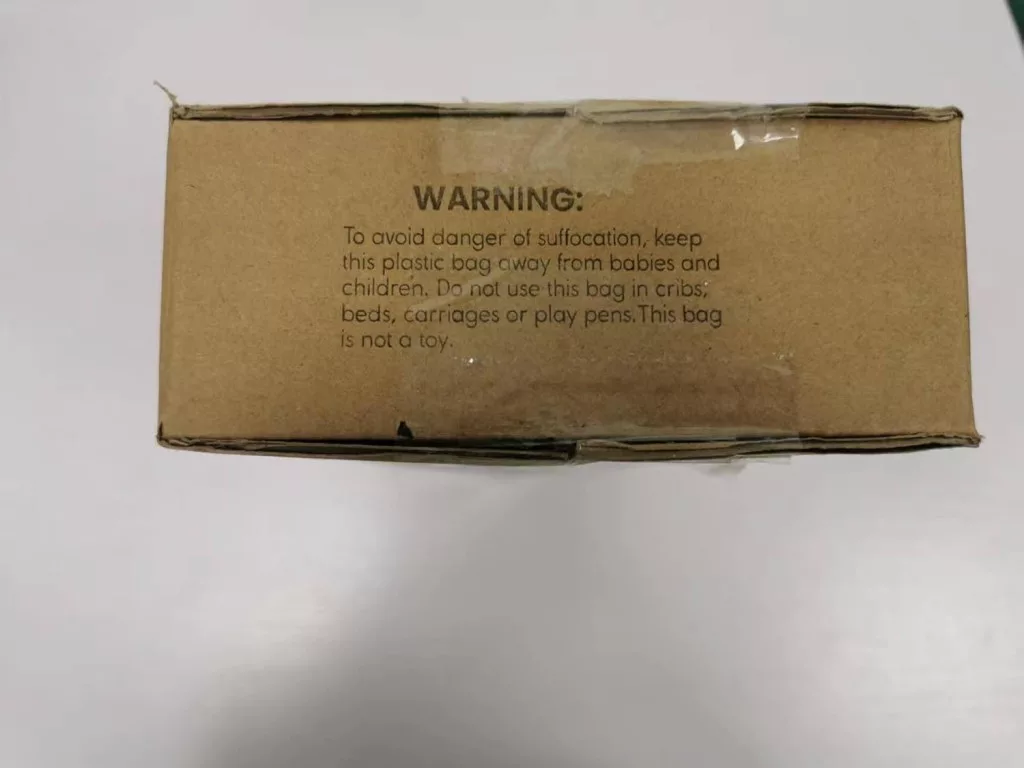 WARNING:
To avoid danger of suffocation, keep
this plastic bag away from babies and
children. Do not use this bag in cribs,
beds, carriages or play pens.This bag
is not a toy.